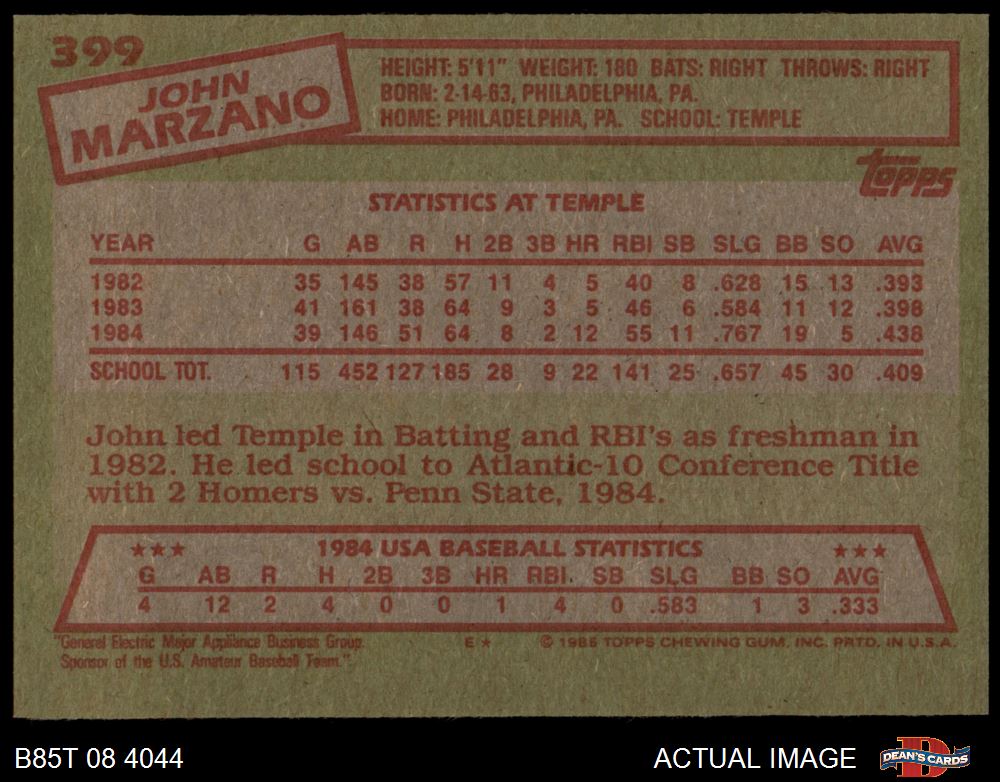 399
JOHN
MARZANO
HEIGHT: 5'11" WEIGHT: 180 BATS: RIGHT THROWS: RIGHT
BORN: 2-14-63, PHILADELPHIA, PA.
HOME: PHILADELPHIA, PA. SCHOOL: TEMPLE
TOPPS
STATISTICS AT TEMPLE
YEAR G AB R H 2B 3B HR RBI SB SLG BB SO AVG
1982 35 145 38 57 11 4 5 40 8 .628 15 13 .393
1983 41 161 38 64 9 3 5 46 6 .584 11 12 .398
1984 39 146 51 64 8 2 12 55 11 .767 19 5 .438
SCHOOL TOT. 115 452 127 185 28 9 22 141 25 .657 45 30 .409
John led Temple in Batting and RBI's as freshman in
1982. He led school to Atlantic-10 Conference Title
with 2 Homers vs. Penn State, 1984.
★★★ 1984 USA BASEBALL STATISTICS ★★★
G AB R H 2B 3B HR RBI. SB SLG BB SO AVG
4 12 2 4 0 0 1 4 0 .583 1 3 .333
"General Electric Major Appliance Business Group. E ★ © 1985 TOPPS CHEWING GUM, INC. PRTD. IN U.S.A.
Sponsor of the U.S. Amateur Baseball Team."
B85T 08 4044 ACTUAL IMAGE DEAN'S CARDS